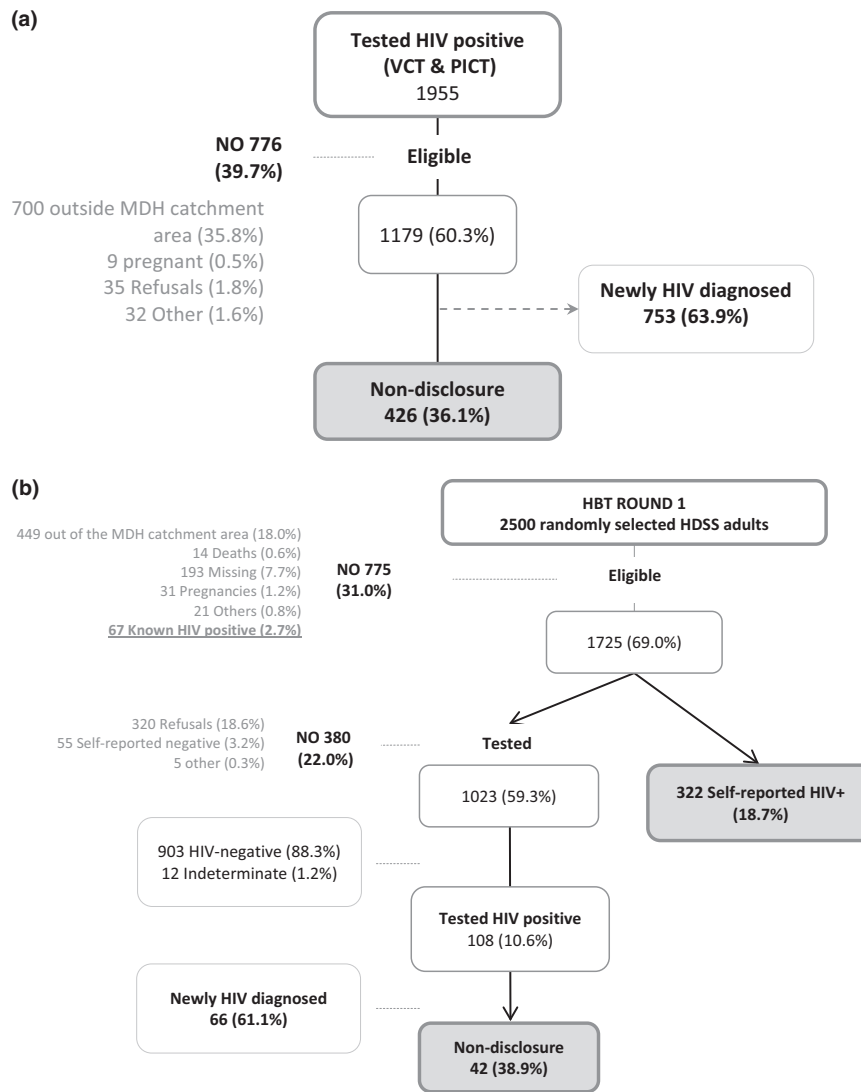 (a)
Tested HIV positive
(VCT & PICT)
1955
NO 776
(39.7%)
Eligible
700 outside MDH catchment
area (35.8%)
9 pregnant (0.5%)
35 Refusals (1.8%)
32 Other (1.6%)
1179 (60.3%)
Newly HIV diagnosed
753 (63.9%)
Non-disclosure
426 (36.1%)
(b)
HBT ROUND 1
2500 randomly selected HDSS adults
449 out of the MDH catchment area (18.0%)
14 Deaths (0.6%)
193 Missing (7.7%)
31 Pregnancies (1.2%)
21 Others (0.8%)
67 Known HIV positive (2.7%)
NO 775
(31.0%)
Eligible
1725 (69.0%)
320 Refusals (18.6%)
55 Self-reported negative (3.2%)
5 other (0.3%)
NO 380
(22.0%)
Tested
1023 (59.3%)
322 Self-reported HIV+
(18.7%)
903 HIV-negative (88.3%)
12 Indeterminate (1.2%)
Tested HIV positive
108 (10.6%)
Newly HIV diagnosed
66 (61.1%)
Non-disclosure
42 (38.9%)